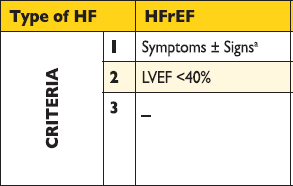 Type of HF HFrEF
CRITERIA
1 Symptoms ± Signsᵃ
2 LVEF <40%
3 –